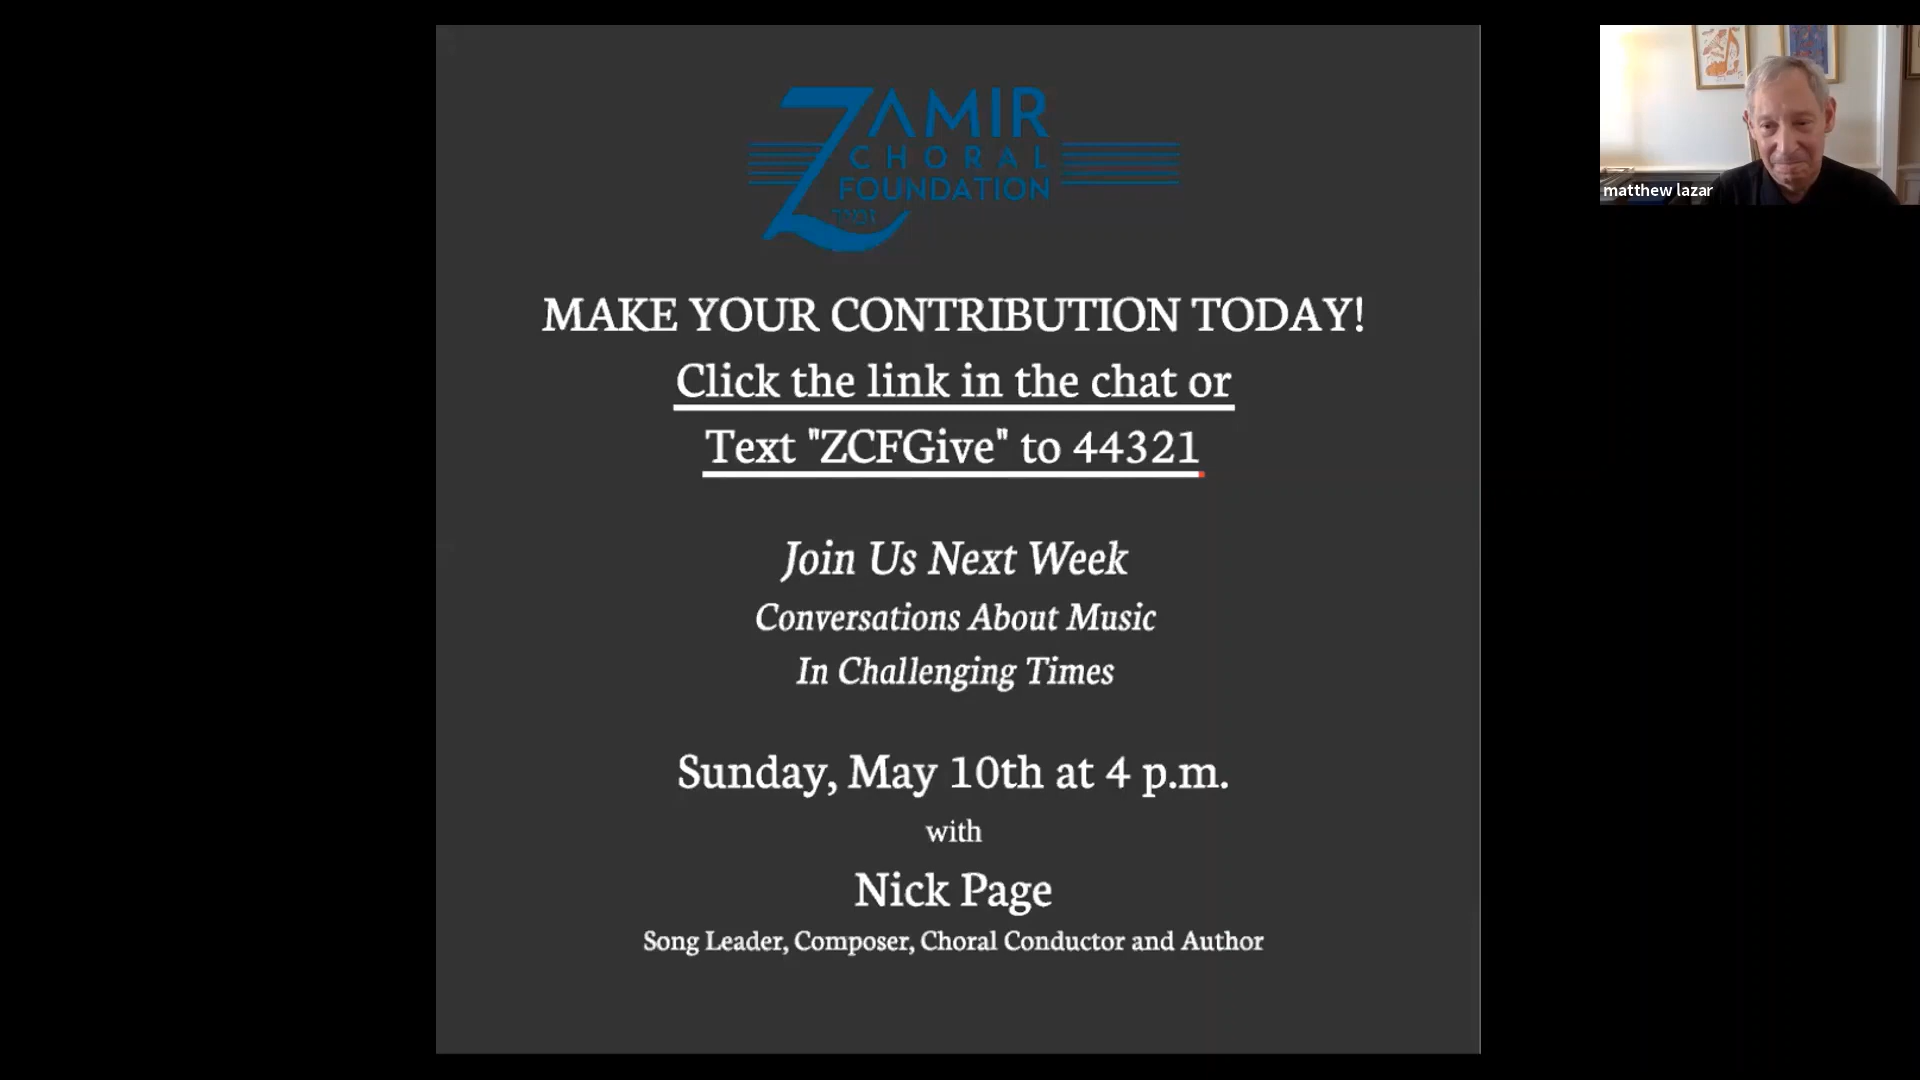 ZAMIR
CHORAL
FOUNDATION
זמיר
MAKE YOUR CONTRIBUTION TODAY!
Click the link in the chat or
Text "ZCFGive" to 44321
Join Us Next Week
Conversations About Music
In Challenging Times
Sunday, May 10th at 4 p.m.
with
Nick Page
Song Leader, Composer, Choral Conductor and Author
matthew lazar